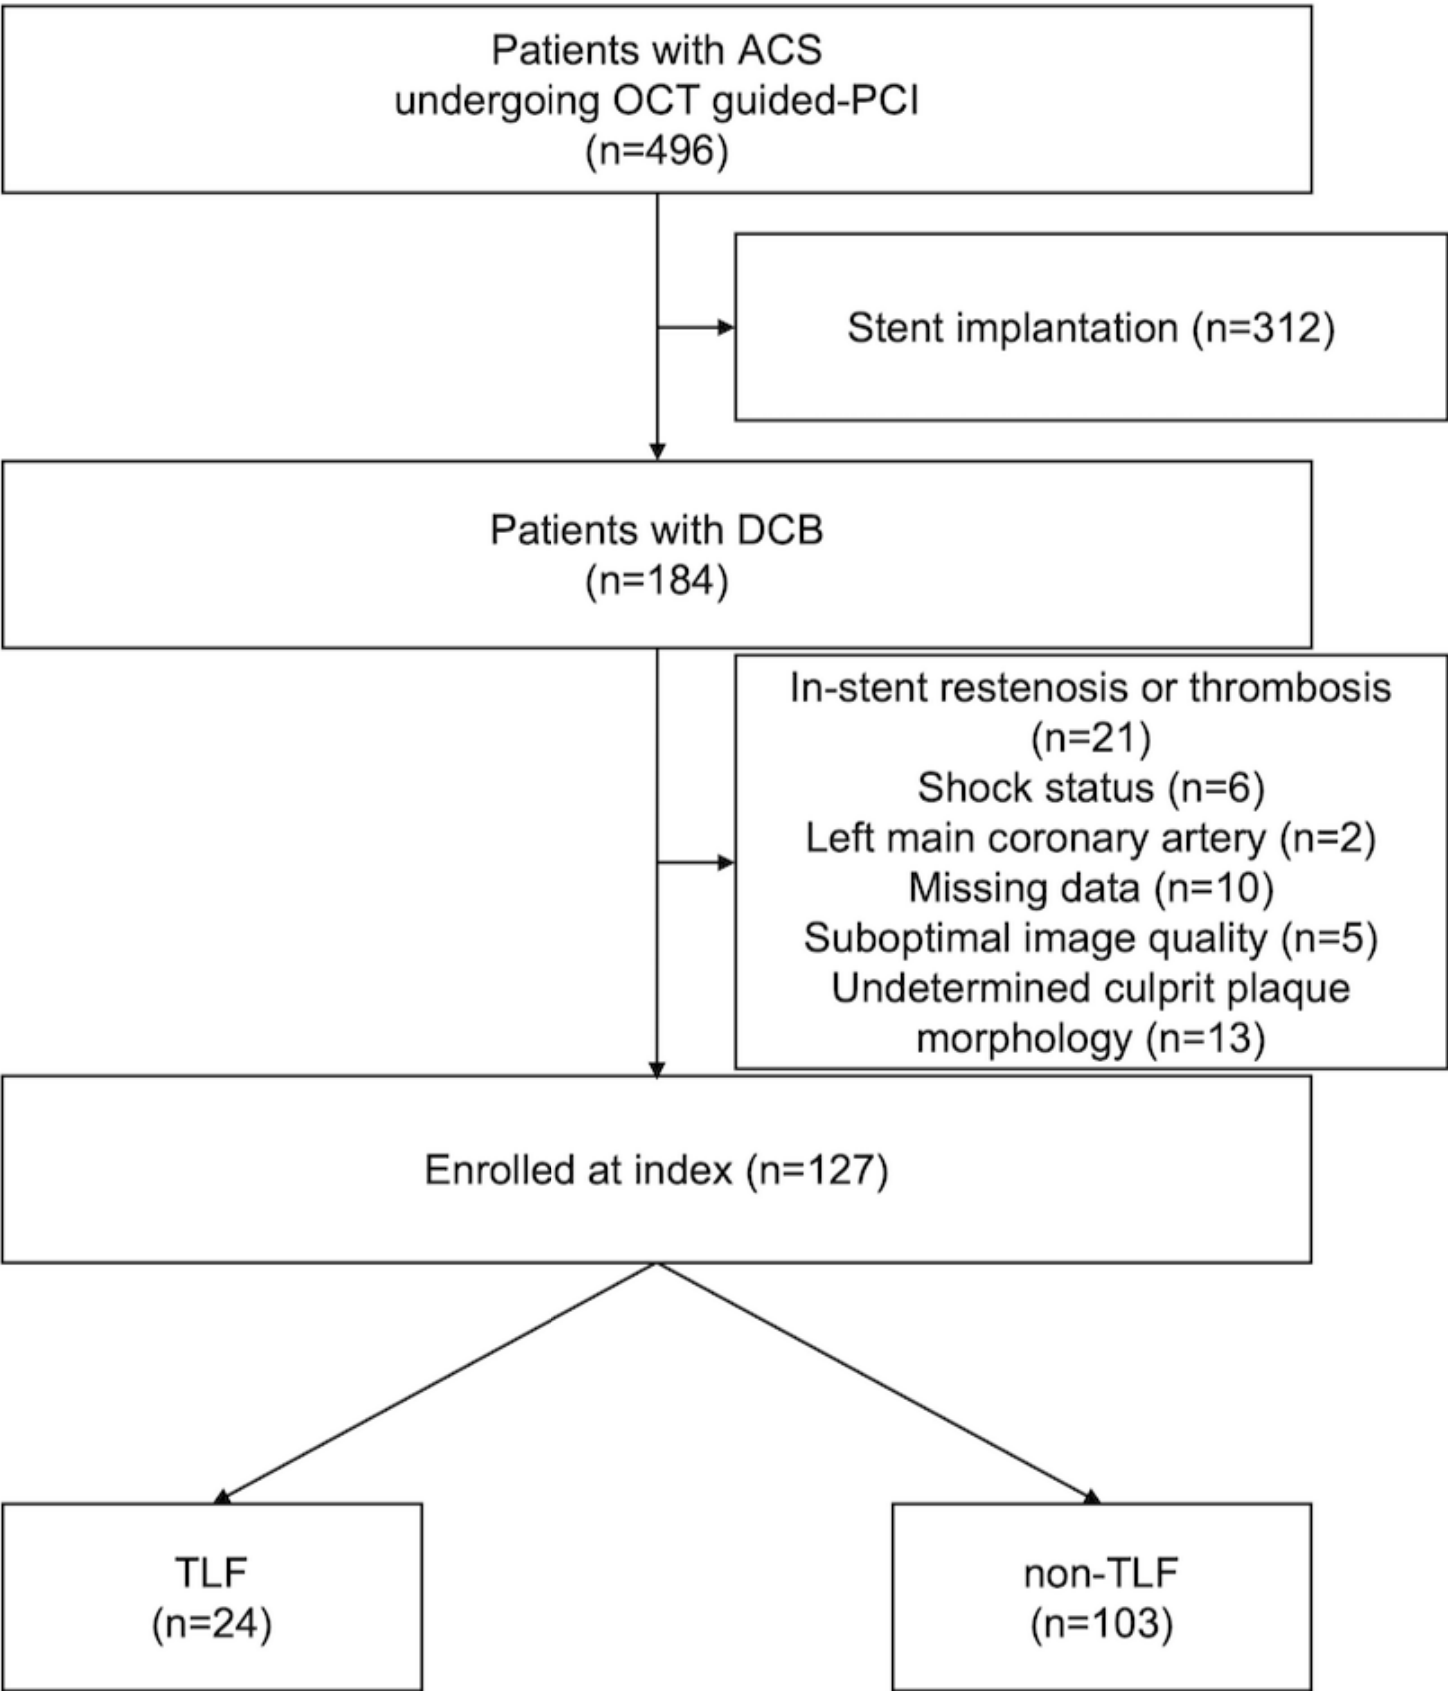 Patients with ACS
undergoing OCT guided-PCI
(n=496)
Stent implantation (n=312)
Patients with DCB
(n=184)
In-stent restenosis or thrombosis
(n=21)
Shock status (n=6)
Left main coronary artery (n=2)
Missing data (n=10)
Suboptimal image quality (n=5)
Undetermined culprit plaque
morphology (n=13)
Enrolled at index (n=127)
TLF
(n=24)
non-TLF
(n=103)